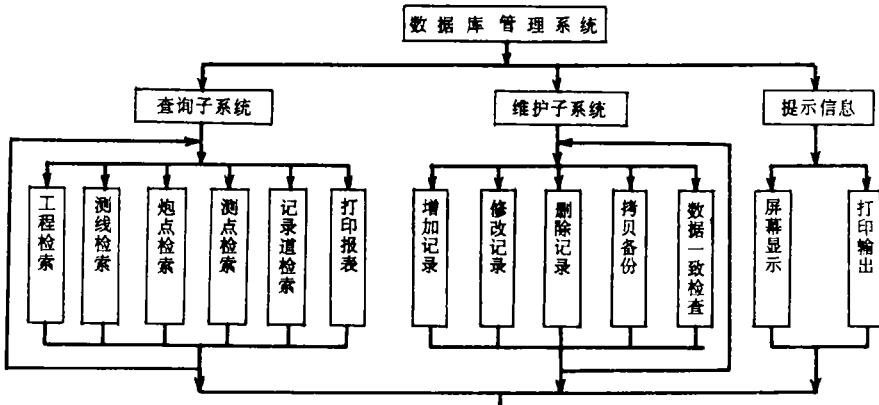 数据库管理系统
查询子系统
维护子系统
提示信息
工程检索
测线检索
炮点检索
测点检索
记录道检索
打印报表
增加记录
修改记录
删除记录
拷贝备份
数据一致检查
屏幕显示
打印输出